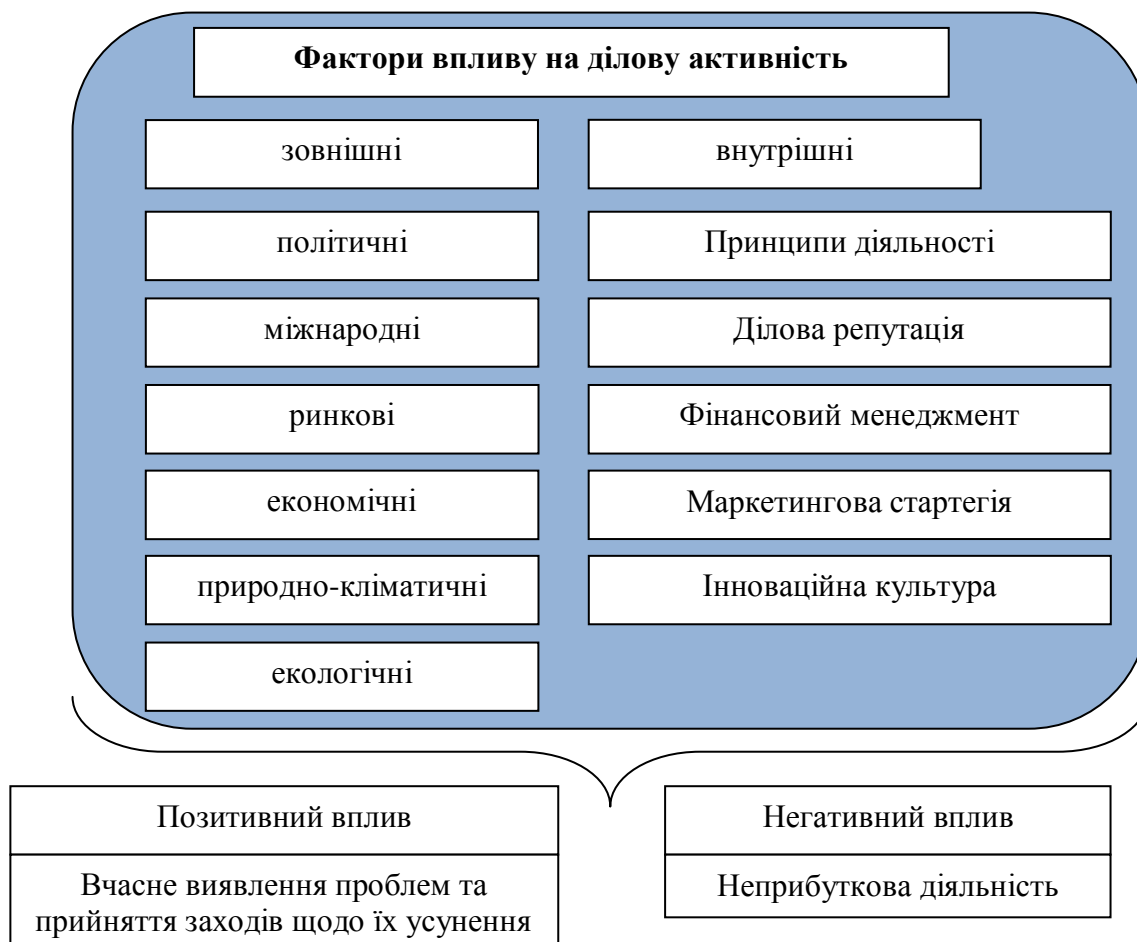 Фактори впливу на ділову активність
зовнішні
внутрішні
політичні
Принципи діяльності
міжнародні
Ділова репутація
ринкові
Фінансовий менеджмент
економічні
Маркетингова стартегія
природно-кліматичні
Інноваційна культура
екологічні
Позитивний вплив
Вчасне виявлення проблем та
прийняття заходів щодо їх усунення
Негативний вплив
Неприбуткова діяльність